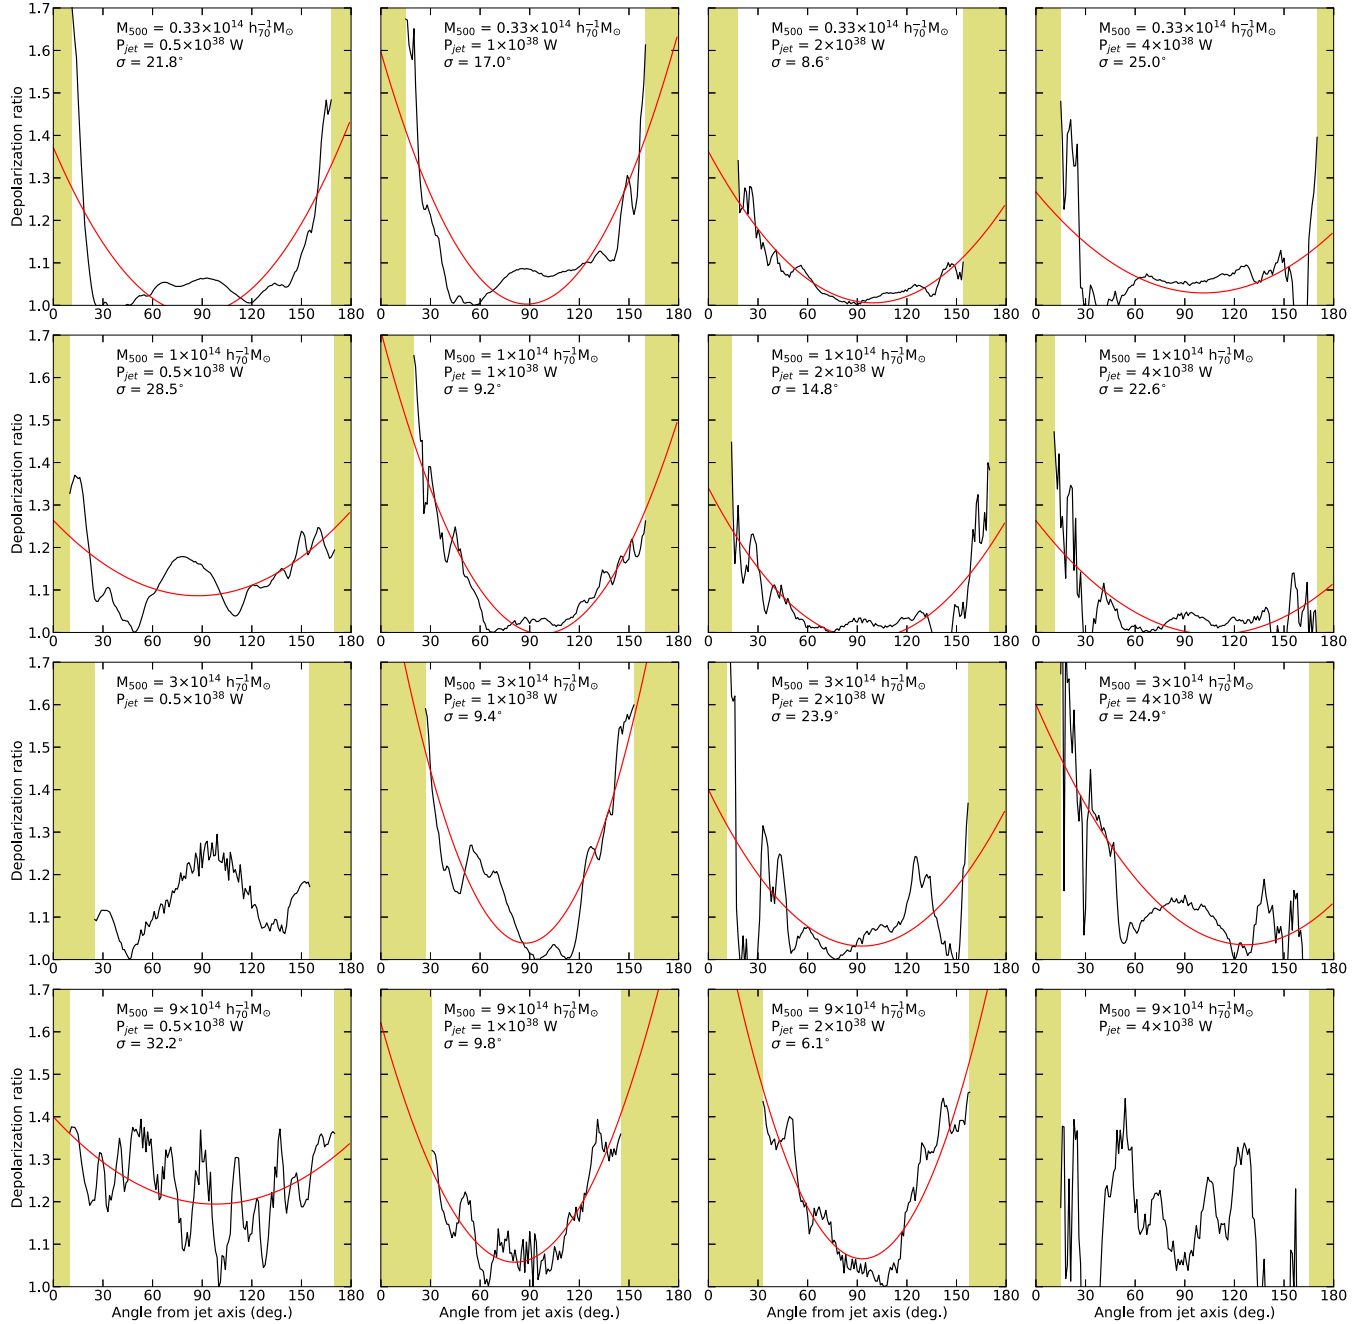 M500 = 0.33×10^14 h70^−1 M⊙
Pjet = 0.5×10^38 W
σ = 21.8°
M500 = 0.33×10^14 h70^−1 M⊙
Pjet = 1×10^38 W
σ = 17.0°
M500 = 0.33×10^14 h70^−1 M⊙
Pjet = 2×10^38 W
σ = 8.6°
M500 = 0.33×10^14 h70^−1 M⊙
Pjet = 4×10^38 W
σ = 25.0°
Depolarization ratio
1.7
1.6
1.5
1.4
1.3
1.2
1.1
1.0
0 30 60 90 120 150 180
0 30 60 90 120 150 180
0 30 60 90 120 150 180
0 30 60 90 120 150 180
M500 = 1×10^14 h70^−1 M⊙
Pjet = 0.5×10^38 W
σ = 28.5°
M500 = 1×10^14 h70^−1 M⊙
Pjet = 1×10^38 W
σ = 9.2°
M500 = 1×10^14 h70^−1 M⊙
Pjet = 2×10^38 W
σ = 14.8°
M500 = 1×10^14 h70^−1 M⊙
Pjet = 4×10^38 W
σ = 22.6°
Depolarization ratio
1.7
1.6
1.5
1.4
1.3
1.2
1.1
1.0
0 30 60 90 120 150 180
0 30 60 90 120 150 180
0 30 60 90 120 150 180
0 30 60 90 120 150 180
M500 = 3×10^14 h70^−1 M⊙
Pjet = 0.5×10^38 W
M500 = 3×10^14 h70^−1 M⊙
Pjet = 1×10^38 W
σ = 9.4°
M500 = 3×10^14 h70^−1 M⊙
Pjet = 2×10^38 W
σ = 23.9°
M500 = 3×10^14 h70^−1 M⊙
Pjet = 4×10^38 W
σ = 24.9°
Depolarization ratio
1.7
1.6
1.5
1.4
1.3
1.2
1.1
1.0
0 30 60 90 120 150 180
0 30 60 90 120 150 180
0 30 60 90 120 150 180
0 30 60 90 120 150 180
M500 = 9×10^14 h70^−1 M⊙
Pjet = 0.5×10^38 W
σ = 32.2°
M500 = 9×10^14 h70^−1 M⊙
Pjet = 1×10^38 W
σ = 9.8°
M500 = 9×10^14 h70^−1 M⊙
Pjet = 2×10^38 W
σ = 6.1°
M500 = 9×10^14 h70^−1 M⊙
Pjet = 4×10^38 W
Depolarization ratio
1.7
1.6
1.5
1.4
1.3
1.2
1.1
1.0
0 30 60 90 120 150 180
0 30 60 90 120 150 180
0 30 60 90 120 150 180
0 30 60 90 120 150 180
Angle from jet axis (deg.)
Angle from jet axis (deg.)
Angle from jet axis (deg.)
Angle from jet axis (deg.)